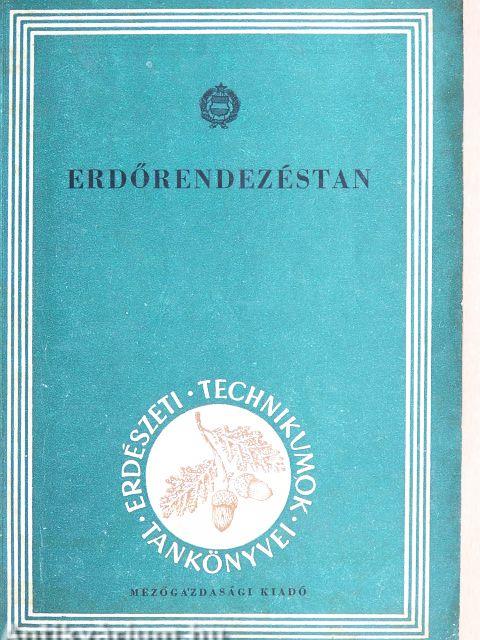 ERDŐRENDEZÉSTAN
ERDÉSZETI · TECHNIKUMOK · TANKÖNYVEI ·
MEZŐGAZDASÁGI KIADÓ